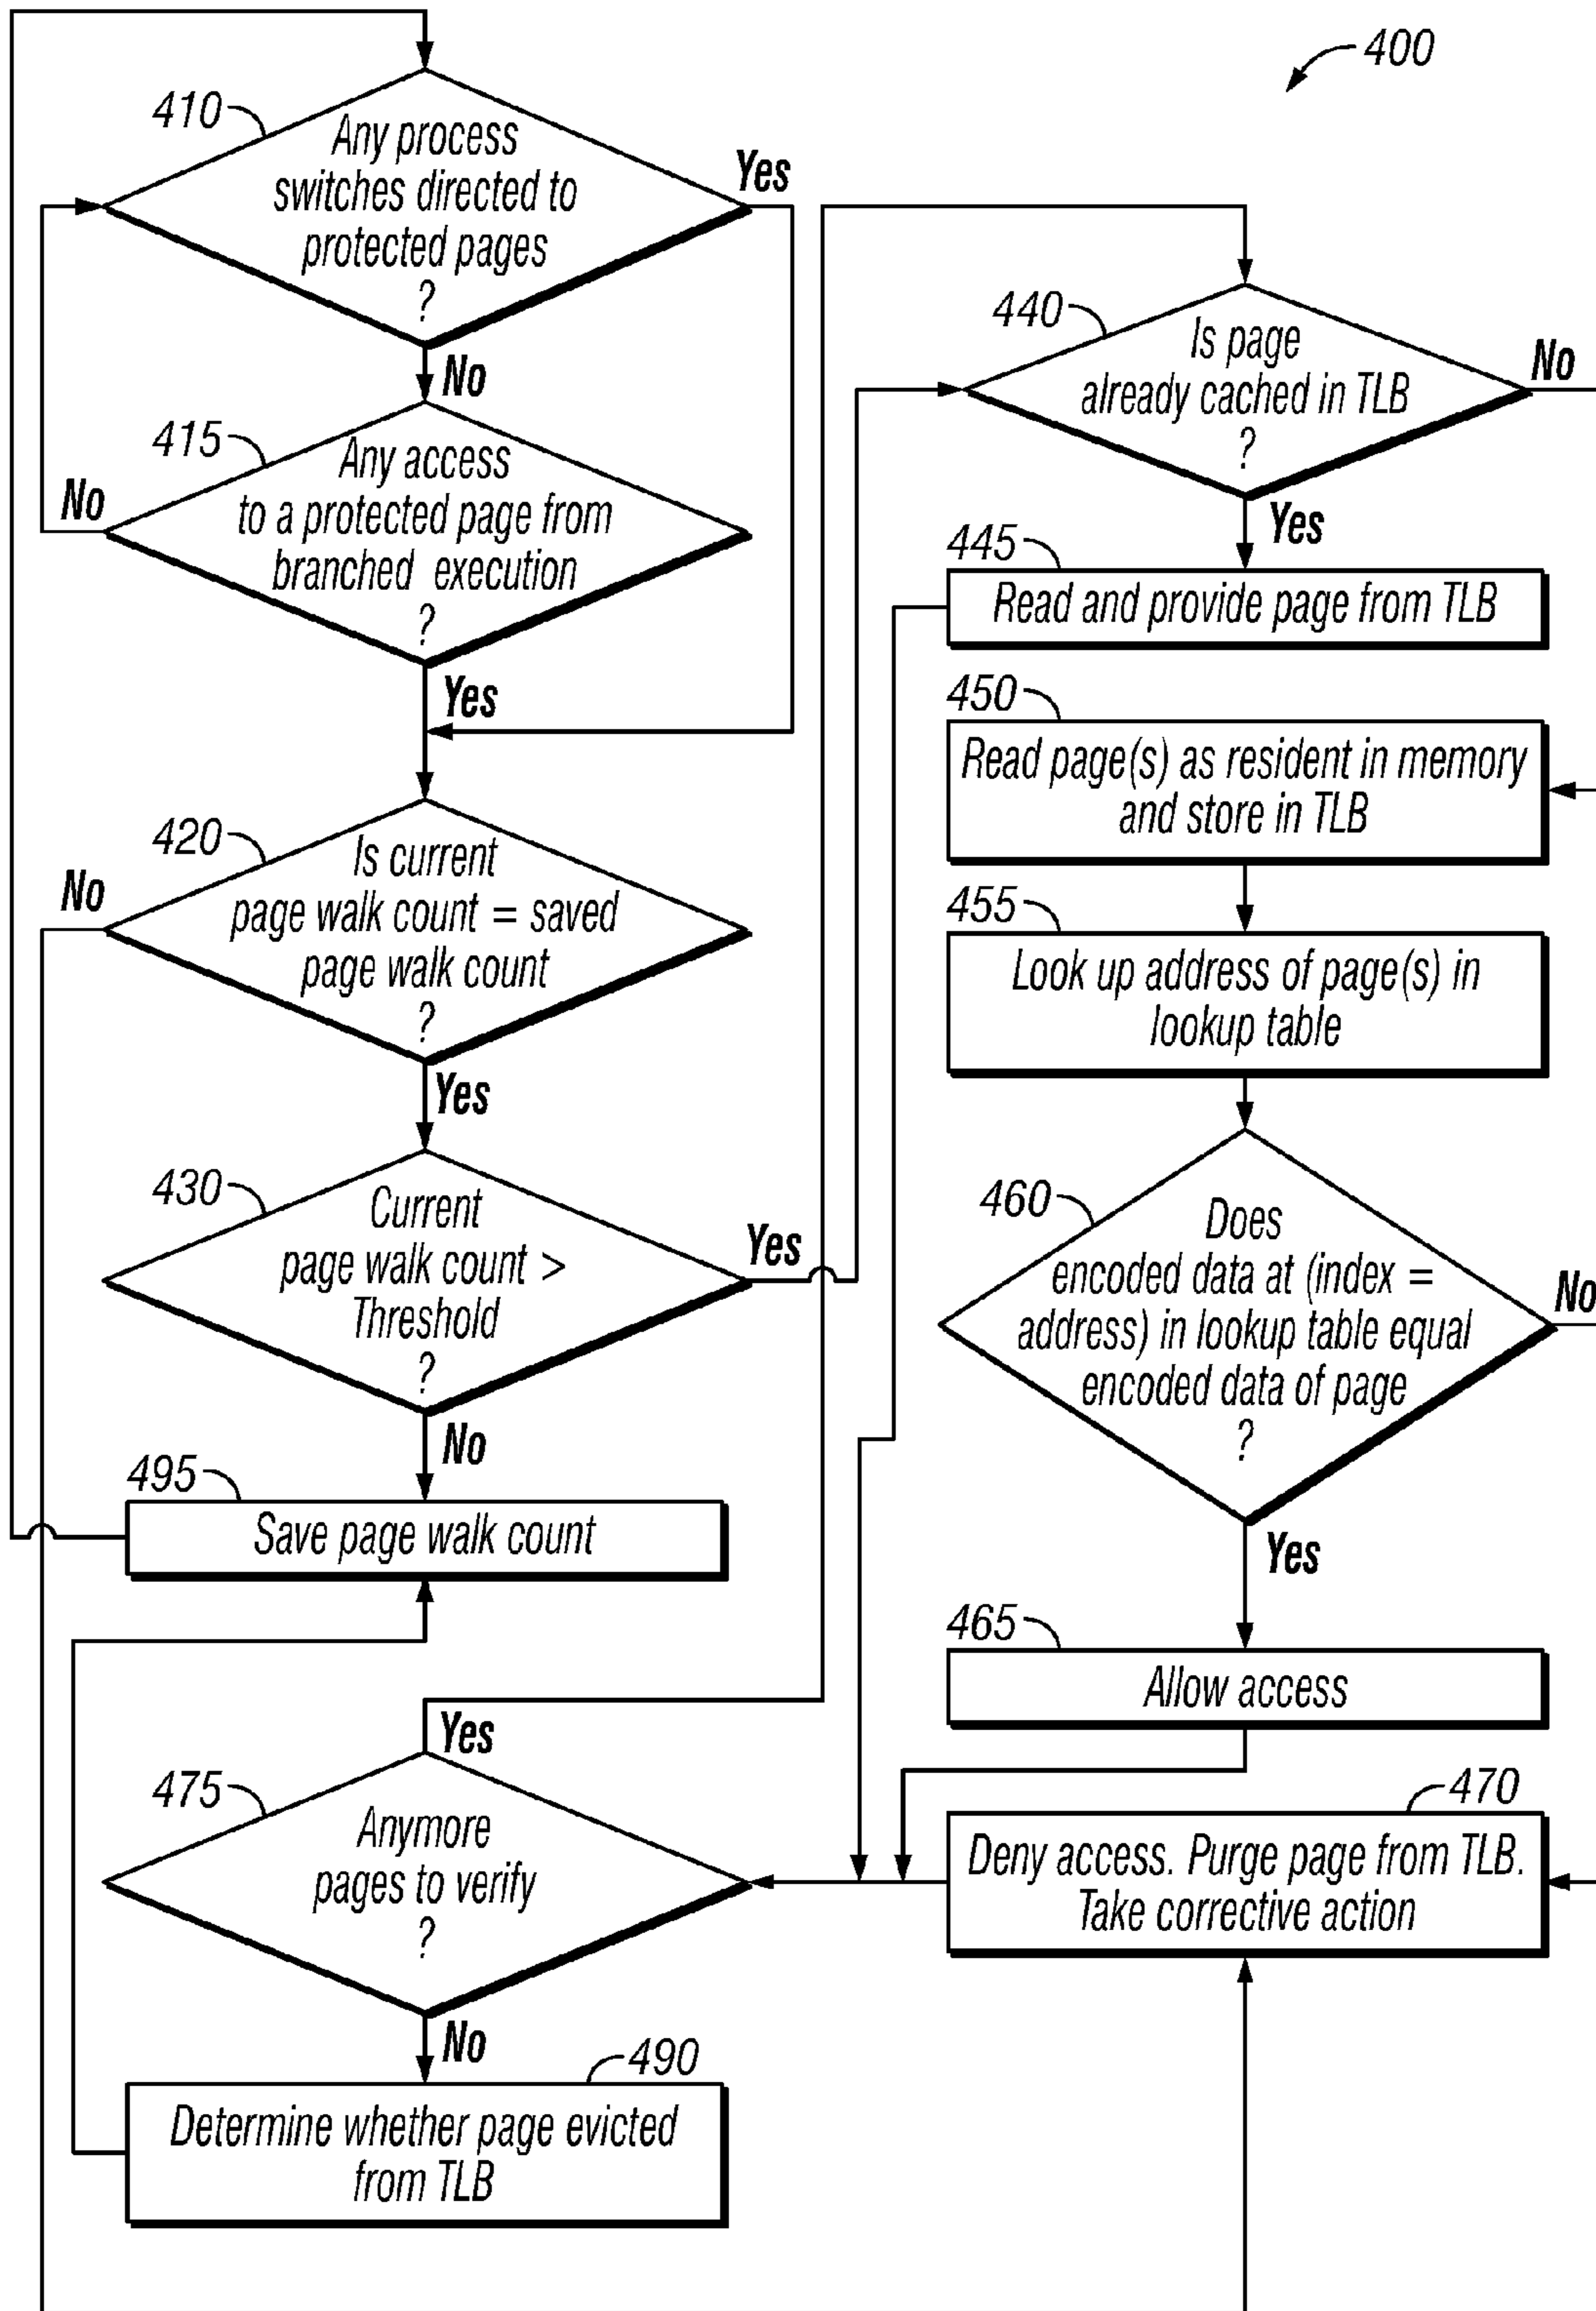 400
410
Any process
switches directed to
protected pages
?
Yes
No
415
Any access
to a protected page from
branched execution
?
No
Yes
420
Is current
page walk count = saved
page walk count
?
No
Yes
430
Current
page walk count >
Threshold
?
Yes
No
495
Save page walk count
440
Is page
already cached in TLB
?
No
Yes
445
Read and provide page from TLB
450
Read page(s) as resident in memory
and store in TLB
455
Look up address of page(s) in
lookup table
460
Does
encoded data at (index =
address) in lookup table equal
encoded data of page
?
No
Yes
465
Allow access
470
Deny access. Purge page from TLB.
Take corrective action
Yes
475
Anymore
pages to verify
?
No
490
Determine whether page evicted
from TLB